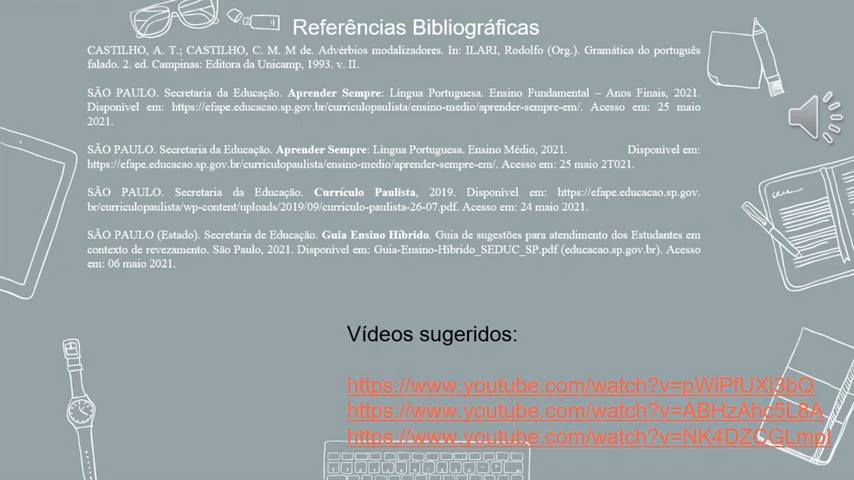 Referências Bibliográficas
CASTILHO, A. T.; CASTILHO, C. M. M de. Advérbios modalizadores. In: ILARI, Rodolfo (Org.). Gramática do português
falado. 2. ed. Campinas: Editora da Unicamp, 1993. v. II.
SÃO PAULO. Secretaria da Educação. Aprender Sempre: Língua Portuguesa. Ensino Fundamental – Anos Finais, 2021.
Disponível em: https://efape.educacao.sp.gov.br/curriculopaulista/ensino-medio/aprender-sempre-em/. Acesso em: 25 maio
2021.
SÃO PAULO. Secretaria da Educação. Aprender Sempre: Língua Portuguesa. Ensino Médio, 2021. Disponível em:
https://efape.educacao.sp.gov.br/curriculopaulista/ensino-medio/aprender-sempre-em/. Acesso em: 25 maio 2T021.
SÃO PAULO. Secretaria da Educação. Currículo Paulista, 2019. Disponível em: https://efape.educacao.sp.gov.
br/curriculopaulista/wp-content/uploads/2019/09/curriculo-paulista-26-07.pdf. Acesso em: 24 maio 2021.
SÃO PAULO (Estado). Secretaria de Educação. Guia Ensino Híbrido. Guia de sugestões para atendimento dos Estudantes em
contexto de revezamento. São Paulo, 2021. Disponível em: Guia-Ensino-Híbrido_SEDUC_SP.pdf (educacao.sp.gov.br). Acesso
em: 06 maio 2021.
Vídeos sugeridos:
https://www.youtube.com/watch?v=pWiPfUXi3bQ
https://www.youtube.com/watch?v=ABHzAhc5L8A